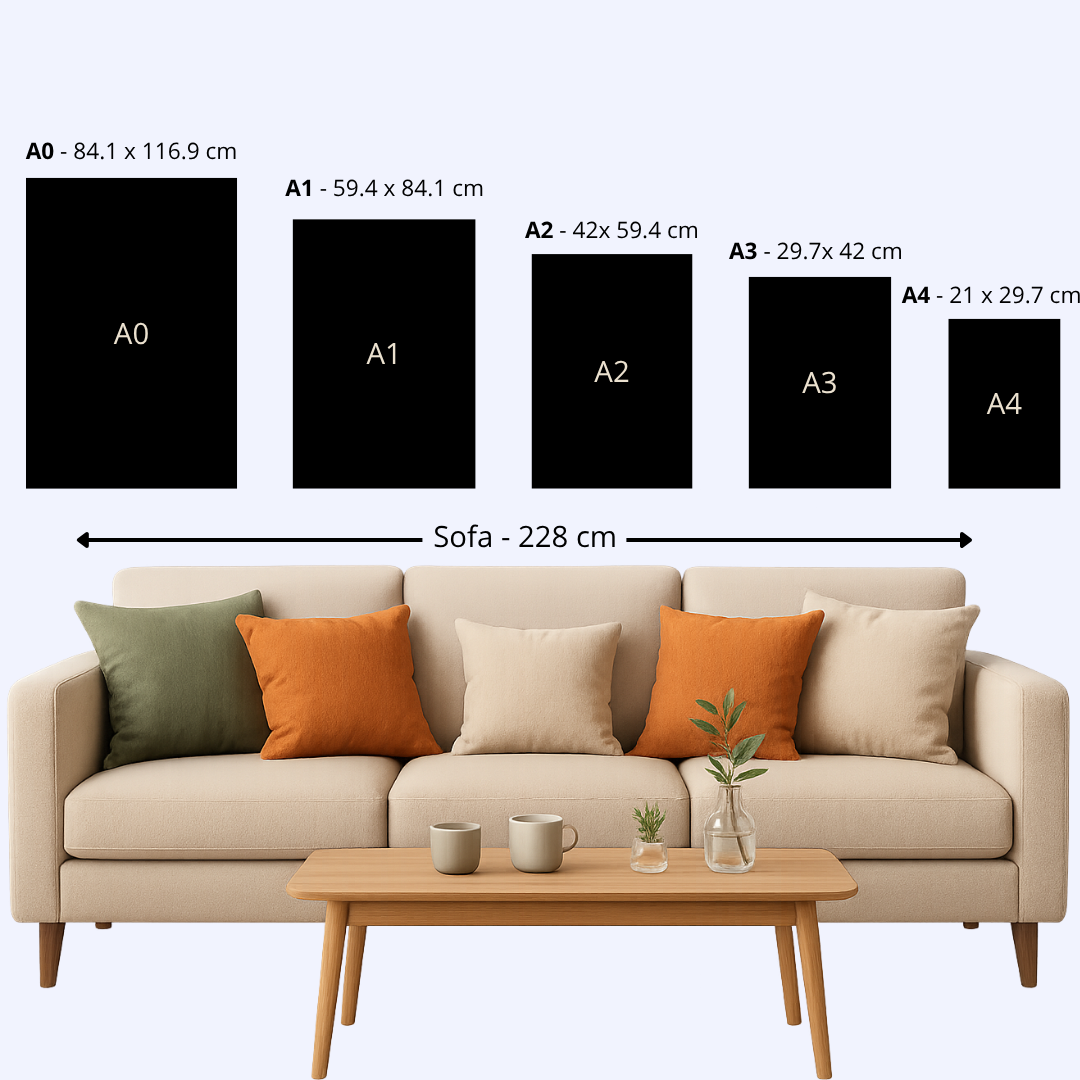 A0 - 84.1 x 116.9 cm
A1 - 59.4 x 84.1 cm
A2 - 42x 59.4 cm
A3 - 29.7x 42 cm
A4 - 21 x 29.7 cm
A0
A1
A2
A3
A4
Sofa - 228 cm